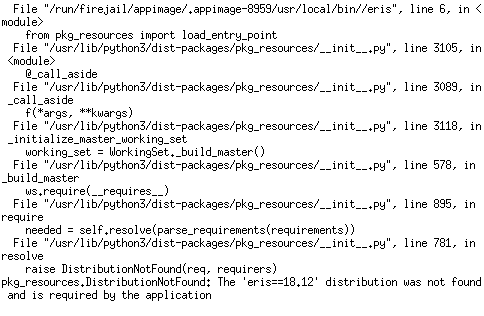 File "/run/firejail/appimage/.appimage-8959/usr/local/bin//eris", line 6, in <
module>
from pkg_resources import load_entry_point
File "/usr/lib/python3/dist-packages/pkg_resources/__init__.py", line 3105, in
<module>
@_call_aside
File "/usr/lib/python3/dist-packages/pkg_resources/__init__.py", line 3089, in
_call_aside
f(*args, **kwargs)
File "/usr/lib/python3/dist-packages/pkg_resources/__init__.py", line 3118, in
_initialize_master_working_set
working_set = WorkingSet._build_master()
File "/usr/lib/python3/dist-packages/pkg_resources/__init__.py", line 578, in
_build_master
ws.require(__requires__)
File "/usr/lib/python3/dist-packages/pkg_resources/__init__.py", line 895, in
require
needed = self.resolve(parse_requirements(requirements))
File "/usr/lib/python3/dist-packages/pkg_resources/__init__.py", line 781, in
resolve
raise DistributionNotFound(req, requirers)
pkg_resources.DistributionNotFound: The 'eris==18.12' distribution was not found
and is required by the application